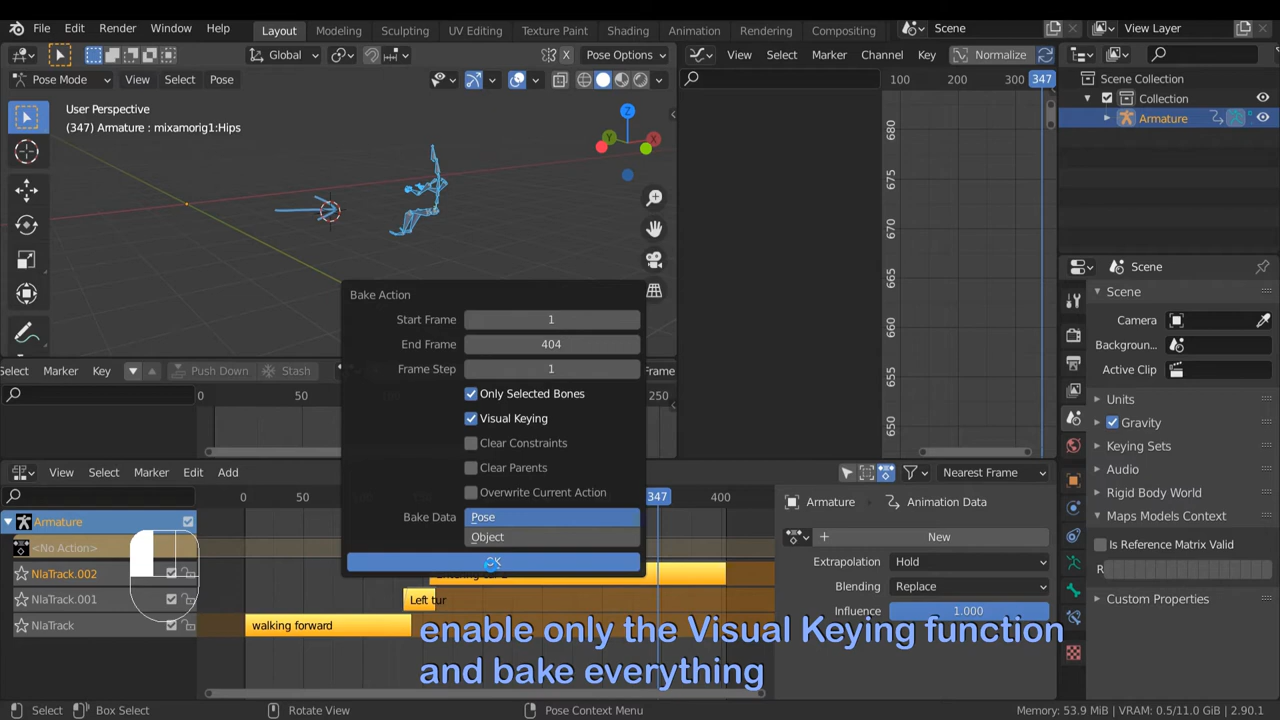 File Edit Render Window Help Layout Modeling Sculpting UV Editing Texture Paint Shading Animation Rendering Compositing Scene View Layer
Global Pose Options View Select Marker Channel Key Normalize
Pose Mode View Select Pose
100 200 300 347
Scene Collection
Collection
Armature
User Perspective
(347) Armature : mixamorig1:Hips
Z
Y
X
680
675
670
665
660
655
650
Bake Action
Start Frame 1
End Frame 404
Frame Step 1
Only Selected Bones
Visual Keying
Clear Constraints
Clear Parents
Overwrite Current Action
Bake Data Pose
Object
OK
Select Marker Key Push Down Stash Frame
0 50 100 250
View Select Marker Edit Add Nearest Frame
0 100 347 400
Armature
<No Action>
NlaTrack.002
NlaTrack.001 Left tur
NlaTrack walking forward
Armature Animation Data
New
Extrapolation Hold
Blending Replace
Influence 1.000
Scene
Scene
Camera
Backgroun..
Active Clip
Units
Gravity
Keying Sets
Audio
Rigid Body World
Maps Models Context
Is Reference Matrix Valid
R
Custom Properties
enable only the Visual Keying function
and bake everything
Select Box Select Rotate View Pose Context Menu Memory: 53.9 MiB | VRAM: 0.5/11.0 GiB | 2.90.1